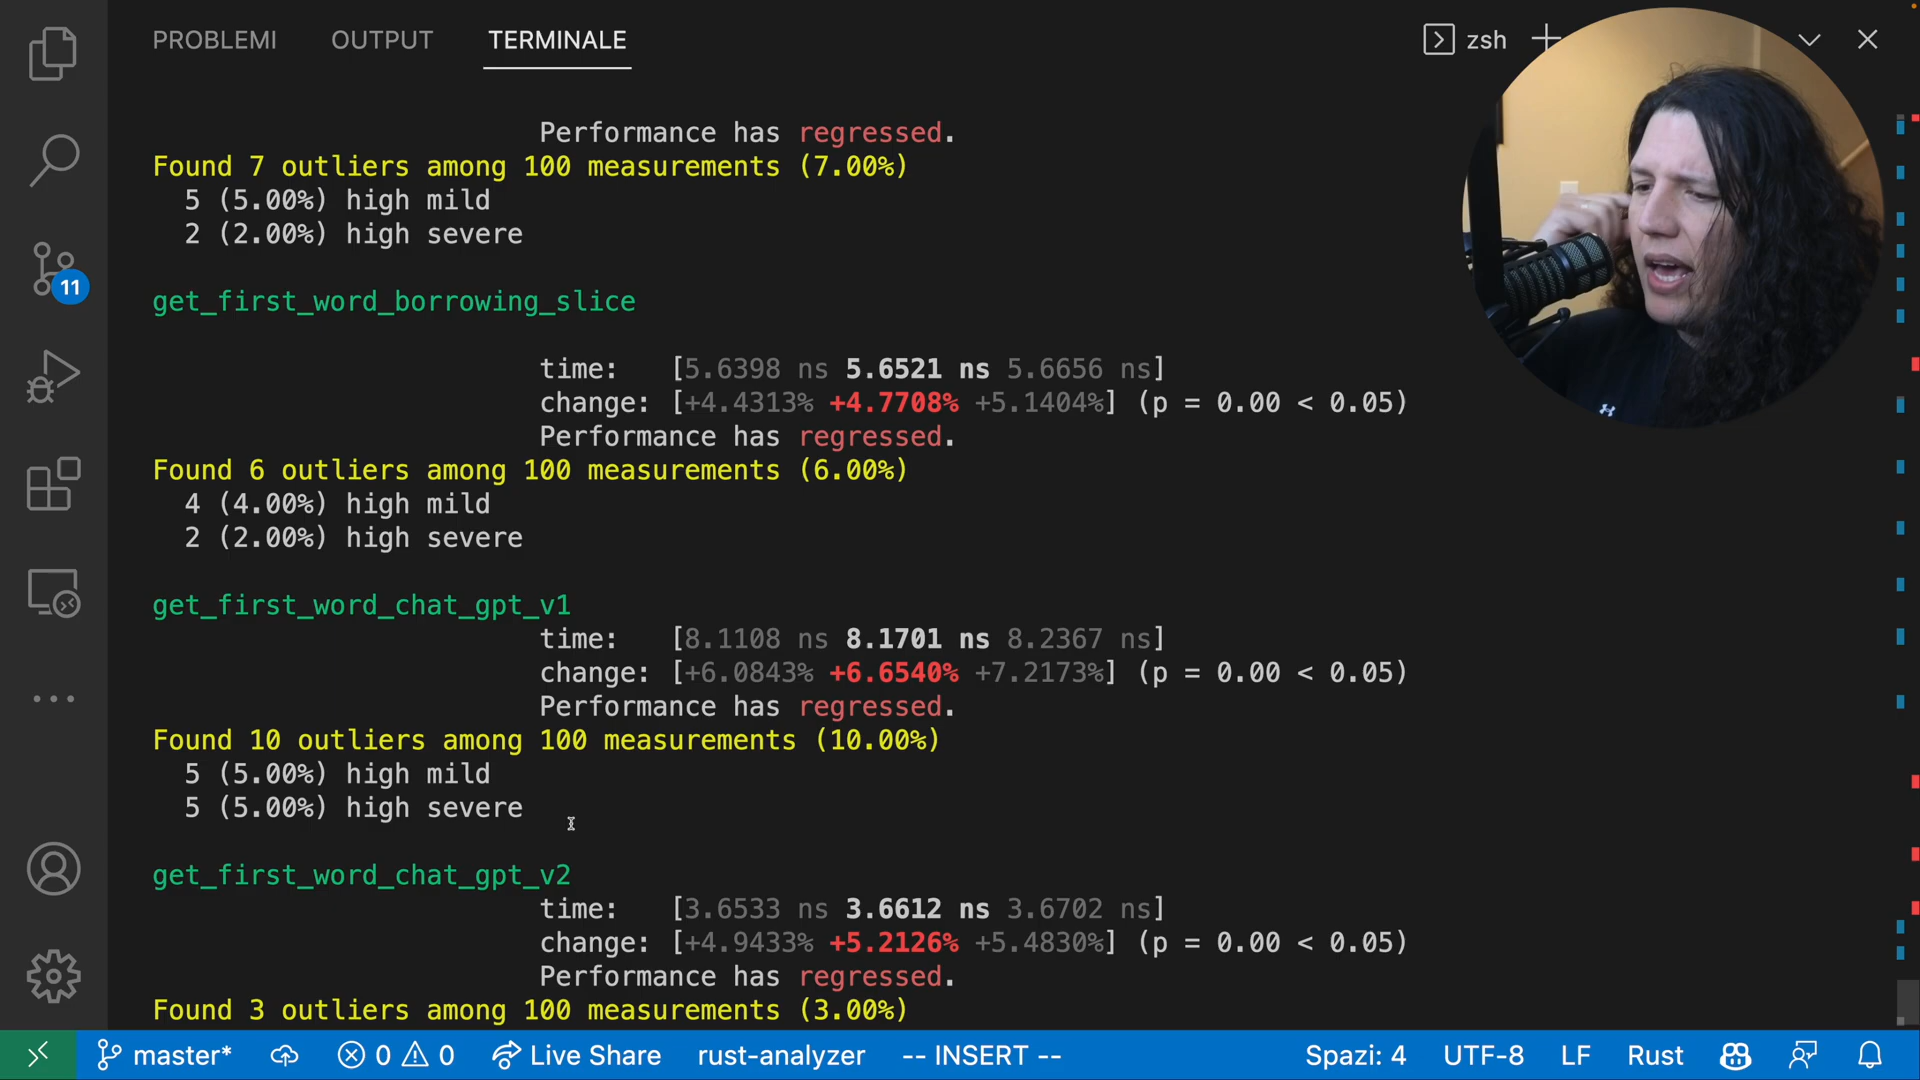 PROBLEMI OUTPUT TERMINALE zsh
Performance has regressed.
Found 7 outliers among 100 measurements (7.00%)
5 (5.00%) high mild
2 (2.00%) high severe
get_first_word_borrowing_slice
time: [5.6398 ns 5.6521 ns 5.6656 ns]
change: [+4.4313% +4.7708% +5.1404%] (p = 0.00 < 0.05)
Performance has regressed.
Found 6 outliers among 100 measurements (6.00%)
4 (4.00%) high mild
2 (2.00%) high severe
get_first_word_chat_gpt_v1
time: [8.1108 ns 8.1701 ns 8.2367 ns]
change: [+6.0843% +6.6540% +7.2173%] (p = 0.00 < 0.05)
Performance has regressed.
Found 10 outliers among 100 measurements (10.00%)
5 (5.00%) high mild
5 (5.00%) high severe
get_first_word_chat_gpt_v2
time: [3.6533 ns 3.6612 ns 3.6702 ns]
change: [+4.9433% +5.2126% +5.4830%] (p = 0.00 < 0.05)
Performance has regressed.
Found 3 outliers among 100 measurements (3.00%)
11
master* 0 0 Live Share rust-analyzer -- INSERT -- Spazi: 4 UTF-8 LF Rust